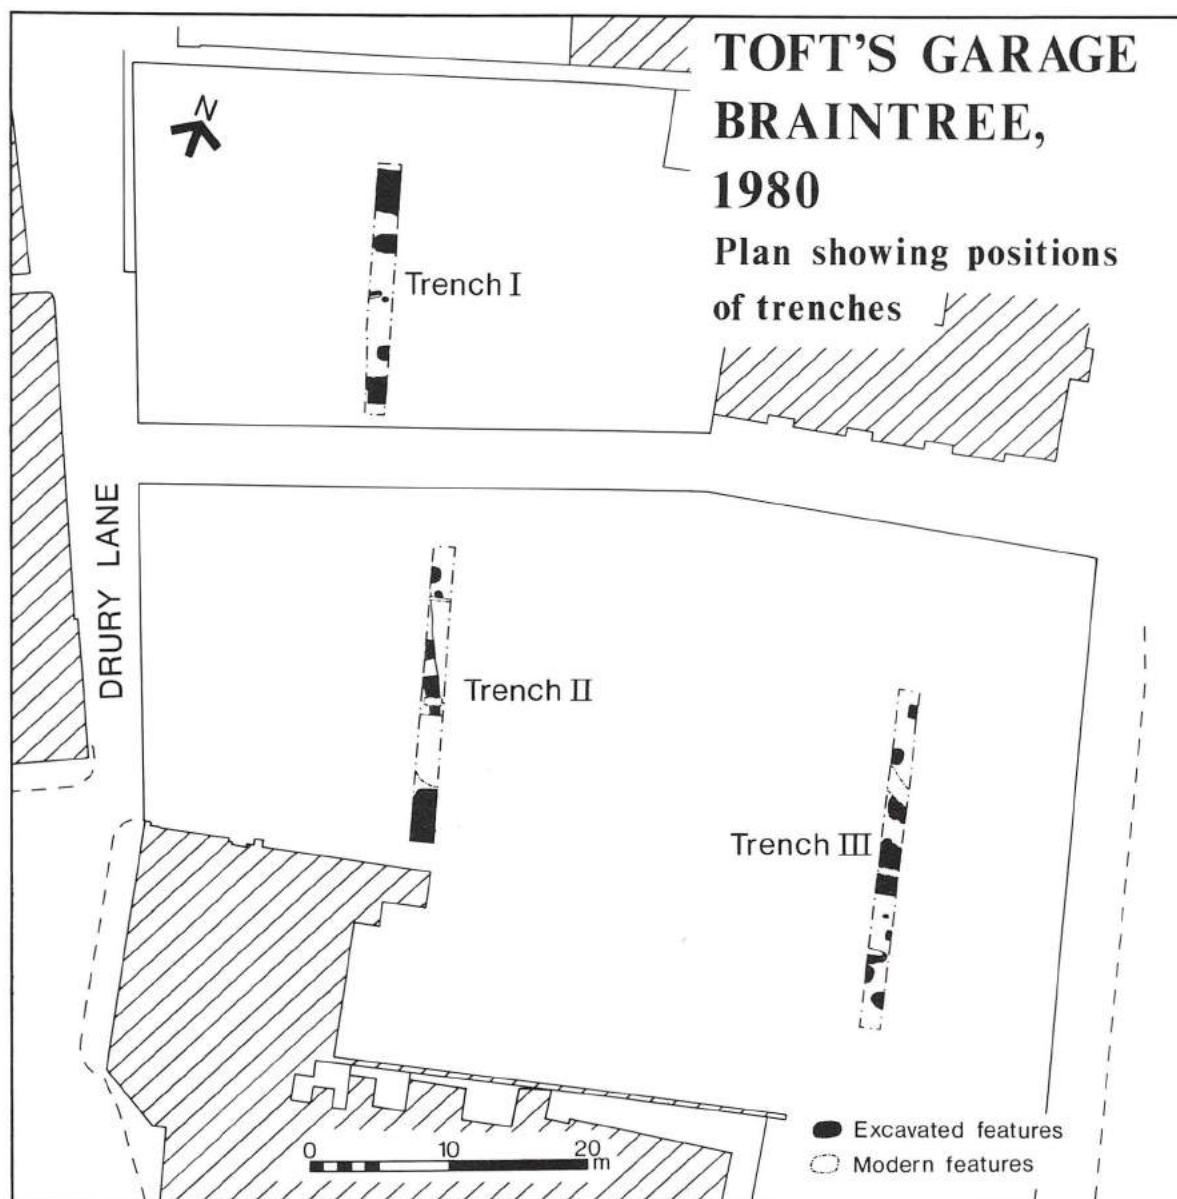 TOFT'S GARAGE
BRAINTREE,
1980
Plan showing positions
of trenches
N
Trench I
DRURY LANE
Trench II
Trench III
Excavated features
Modern features
0 10 20
m